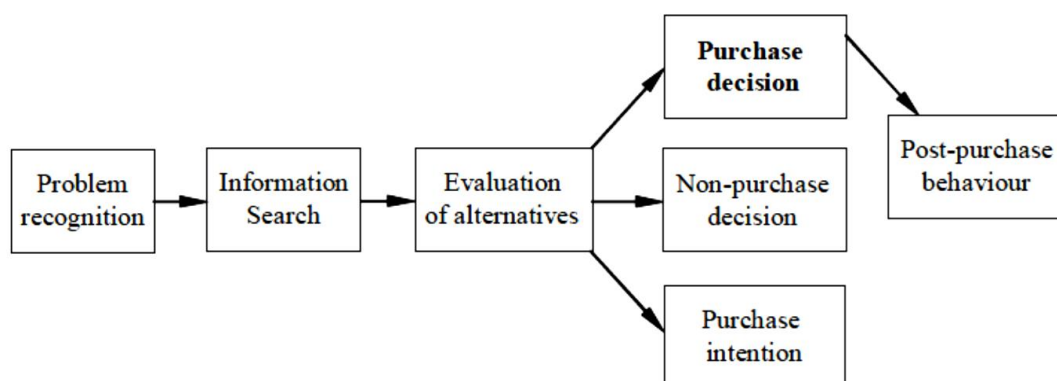 Problem
recognition
Information
Search
Evaluation
of alternatives
Purchase
decision
Non-purchase
decision
Purchase
intention
Post-purchase
behaviour